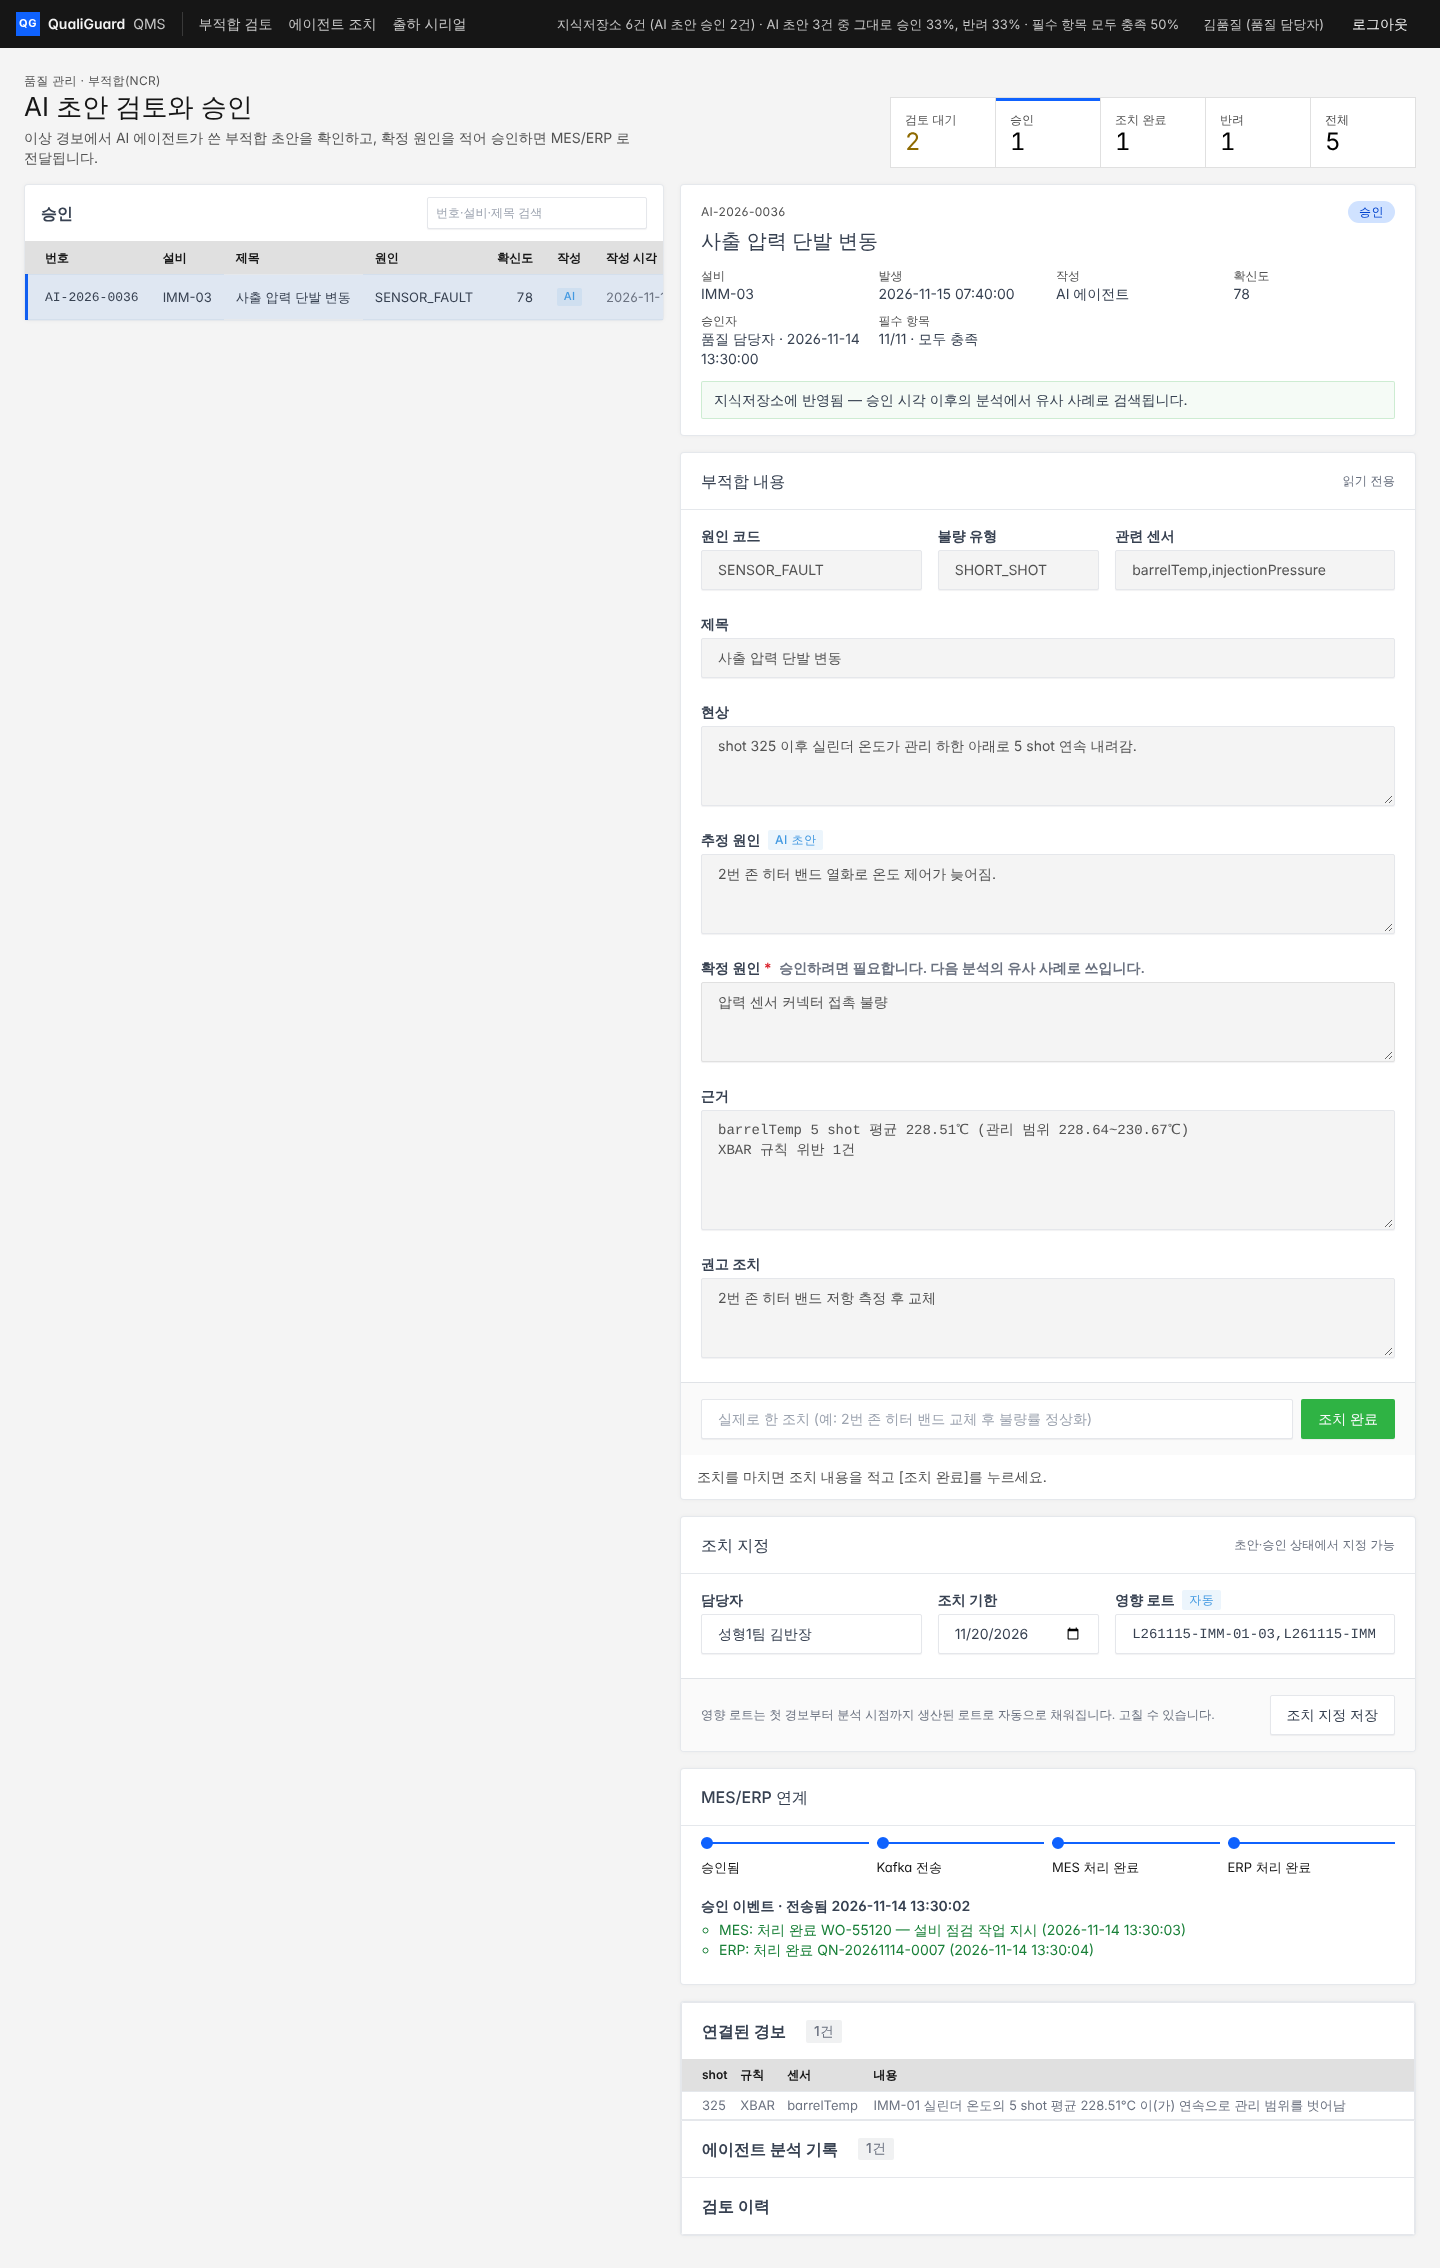 QG QualiGuard QMS 부적합 검토 에이전트 조치 출하 시리얼 지식저장소 6건 (AI 초안 승인 2건) · AI 초안 3건 중 그대로 승인 33%, 반려 33% · 필수 항목 모두 충족 50% 김품질 (품질 담당자) 로그아웃
품질 관리 · 부적합(NCR)
AI 초안 검토와 승인
이상 경보에서 AI 에이전트가 쓴 부적합 초안을 확인하고, 확정 원인을 적어 승인하면 MES/ERP 로
전달됩니다.
검토 대기 승인 조치 완료 반려 전체
2 1 1 1 5
승인 번호·설비·제목 검색
번호 설비 제목 원인 확신도 작성 작성 시각
AI-2026-0036 IMM-03 사출 압력 단발 변동 SENSOR_FAULT 78 AI 2026-11-
AI-2026-0036 승인
사출 압력 단발 변동
설비 발생 작성 확신도
IMM-03 2026-11-15 07:40:00 AI 에이전트 78
승인자 필수 항목
품질 담당자 · 2026-11-14 11/11 · 모두 충족
13:30:00
지식저장소에 반영됨 — 승인 시각 이후의 분석에서 유사 사례로 검색됩니다.
부적합 내용 읽기 전용
원인 코드 불량 유형 관련 센서
SENSOR_FAULT SHORT_SHOT barrelTemp,injectionPressure
제목
사출 압력 단발 변동
현상
shot 325 이후 실린더 온도가 관리 하한 아래로 5 shot 연속 내려감.
추정 원인 AI 초안
2번 존 히터 밴드 열화로 온도 제어가 늦어짐.
확정 원인 * 승인하려면 필요합니다. 다음 분석의 유사 사례로 쓰입니다.
압력 센서 커넥터 접촉 불량
근거
barrelTemp 5 shot 평균 228.51℃ (관리 범위 228.64~230.67℃)
XBAR 규칙 위반 1건
권고 조치
2번 존 히터 밴드 저항 측정 후 교체
실제로 한 조치 (예: 2번 존 히터 밴드 교체 후 불량률 정상화) 조치 완료
조치를 마치면 조치 내용을 적고 [조치 완료]를 누르세요.
조치 지정 초안·승인 상태에서 지정 가능
담당자 조치 기한 영향 로트 자동
성형1팀 김반장 11/20/2026 L261115-IMM-01-03,L261115-IMM
영향 로트는 첫 경보부터 분석 시점까지 생산된 로트로 자동으로 채워집니다. 고칠 수 있습니다. 조치 지정 저장
MES/ERP 연계
승인됨 Kafka 전송 MES 처리 완료 ERP 처리 완료
승인 이벤트 · 전송됨 2026-11-14 13:30:02
MES: 처리 완료 WO-55120 — 설비 점검 작업 지시 (2026-11-14 13:30:03)
ERP: 처리 완료 QN-20261114-0007 (2026-11-14 13:30:04)
연결된 경보 1건
shot 규칙 센서 내용
325 XBAR barrelTemp IMM-01 실린더 온도의 5 shot 평균 228.51℃ 이(가) 연속으로 관리 범위를 벗어남
에이전트 분석 기록 1건
검토 이력